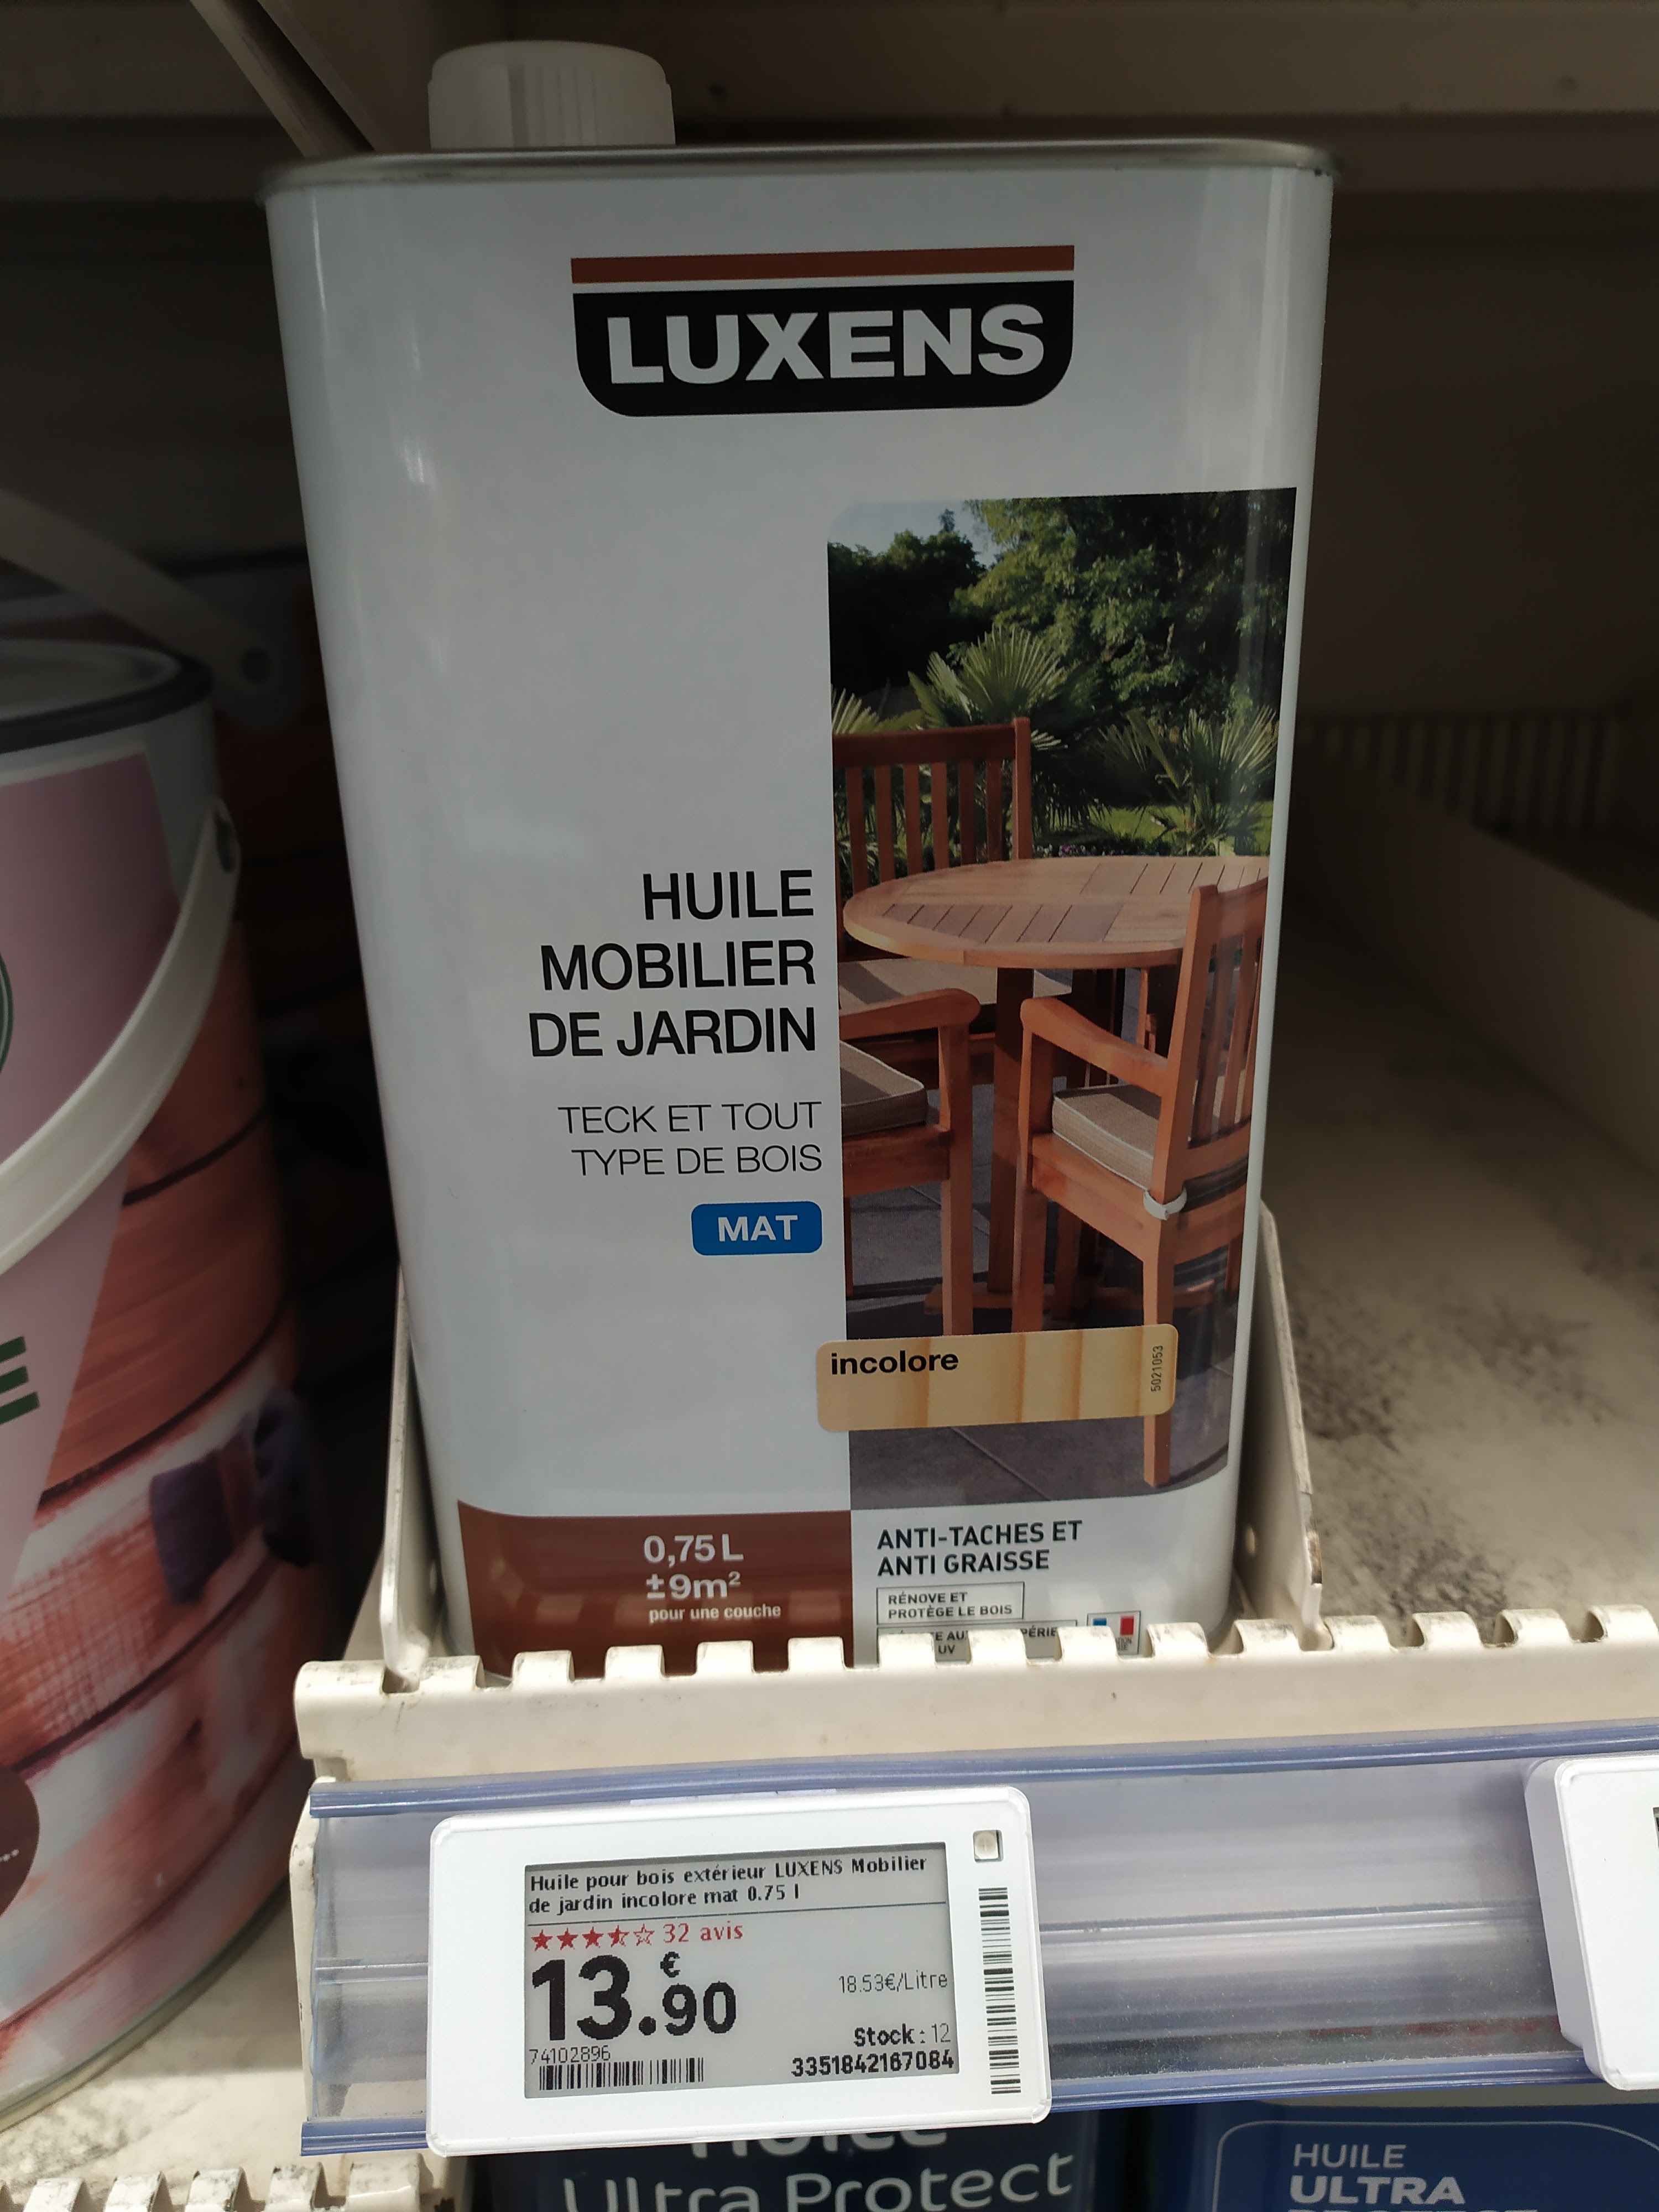 LUXENS
HUILE
MOBILIER
DE JARDIN
TECK ET TOUT
TYPE DE BOIS
MAT
incolore
5021053
0,75 L
±9m²
pour une couche
ANTI-TACHES ET
ANTI GRAISSE
RÉNOVE ET
PROTÈGE LE BOIS
UV
E
Huile pour bois extérieur LUXENS Mobilier
de jardin incolore mat 0.75 l
32 avis
13.€90
18.53€/Litre
Stock : 12
74102896
3351842167084
Ultra Protect
HUILE
ULTRA